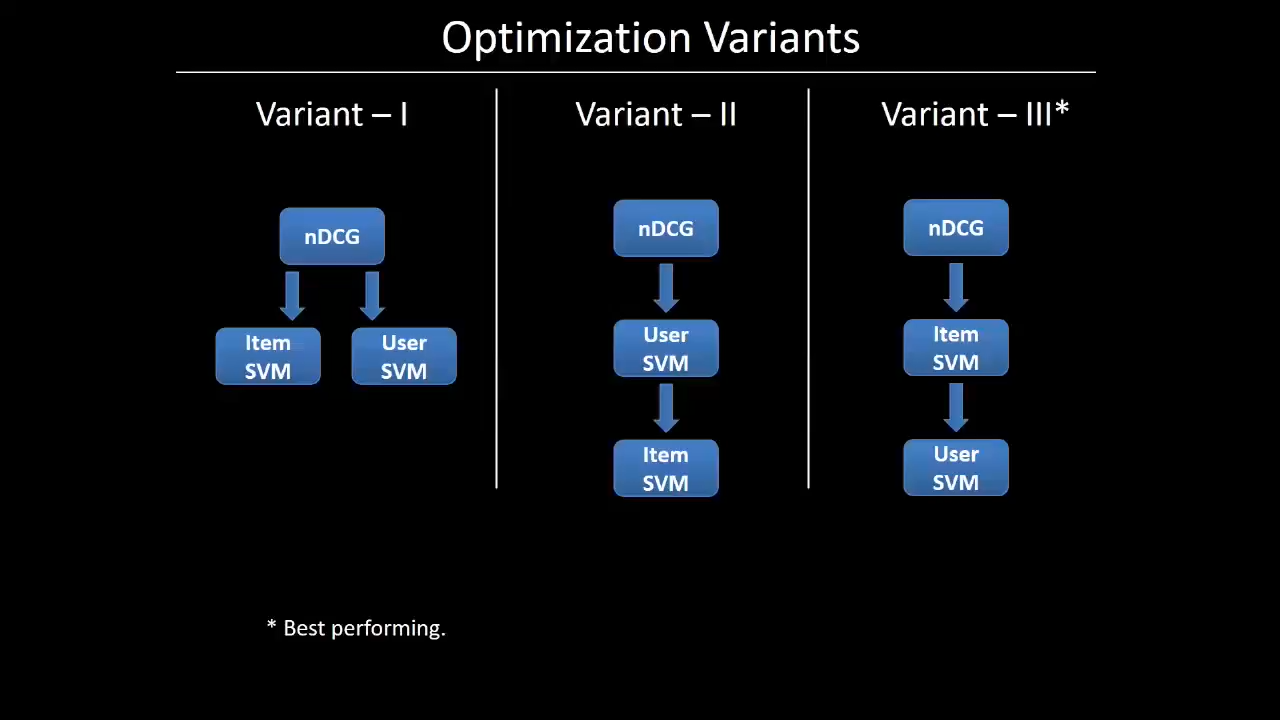 Optimization Variants
Variant – I
nDCG
Item
SVM
User
SVM
Variant – II
nDCG
User
SVM
Item
SVM
Variant – III*
nDCG
Item
SVM
User
SVM
* Best performing.